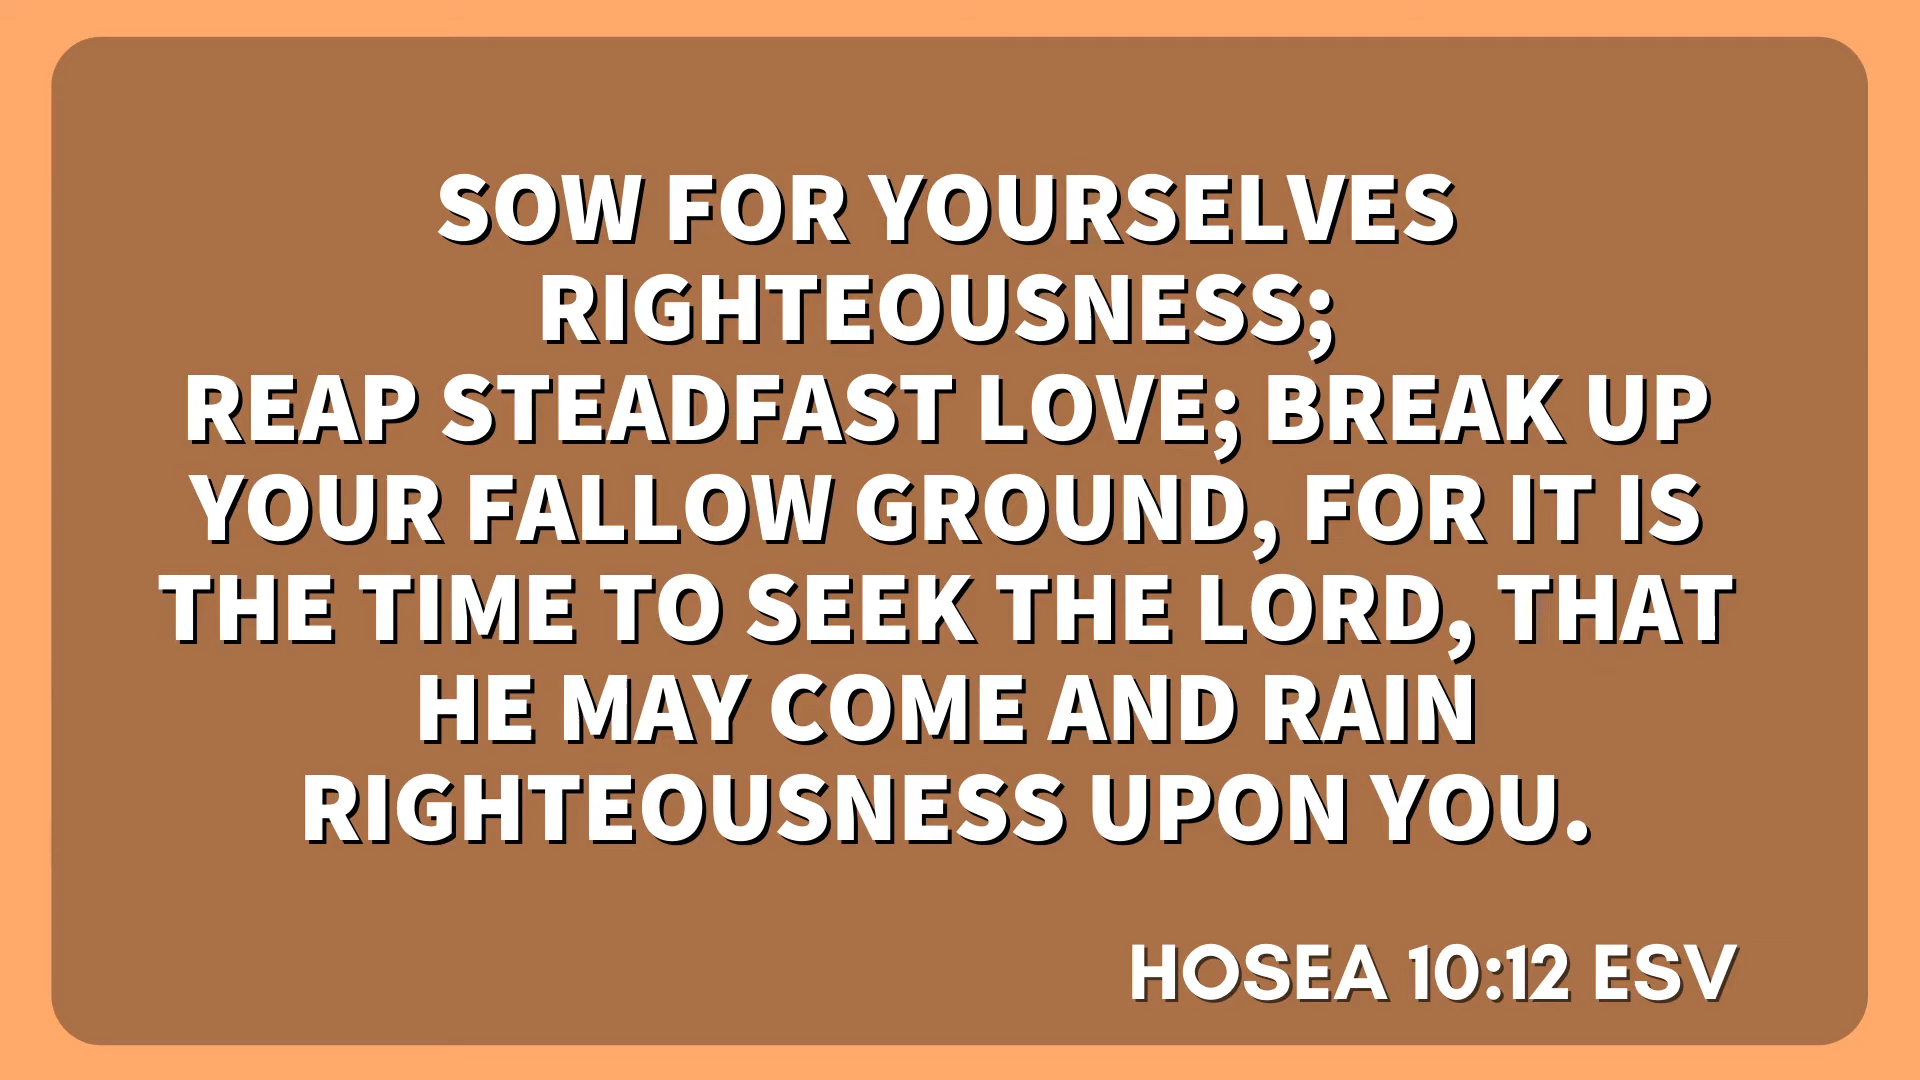 SOW FOR YOURSELVES
RIGHTEOUSNESS;
REAP STEADFAST LOVE; BREAK UP
YOUR FALLOW GROUND, FOR IT IS
THE TIME TO SEEK THE LORD, THAT
HE MAY COME AND RAIN
RIGHTEOUSNESS UPON YOU.
HOSEA 10:12 ESV